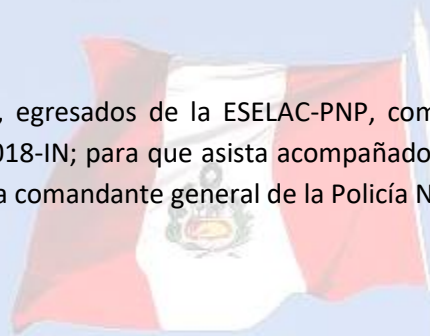 , egresados de la ESELAC-PNP, com
018-IN; para que asista acompañado
a comandante general de la Policía N